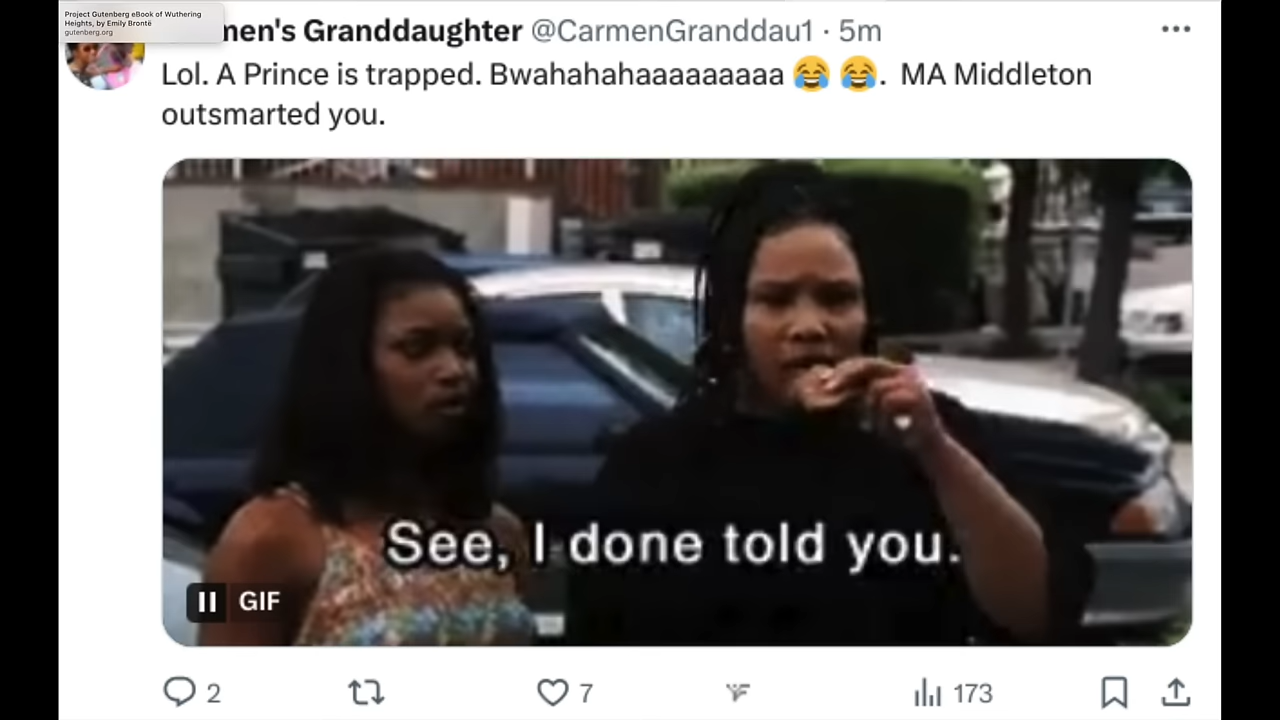 Project Gutenberg eBook of Wuthering
Heights, by Emily Brontë
gutenberg.org
men's Granddaughter @CarmenGranddau1 · 5m
Lol. A Prince is trapped. Bwahahahaaaaaaaaa 😂 😂. MA Middleton
outsmarted you.
See, I done told you.
GIF
2
7
173